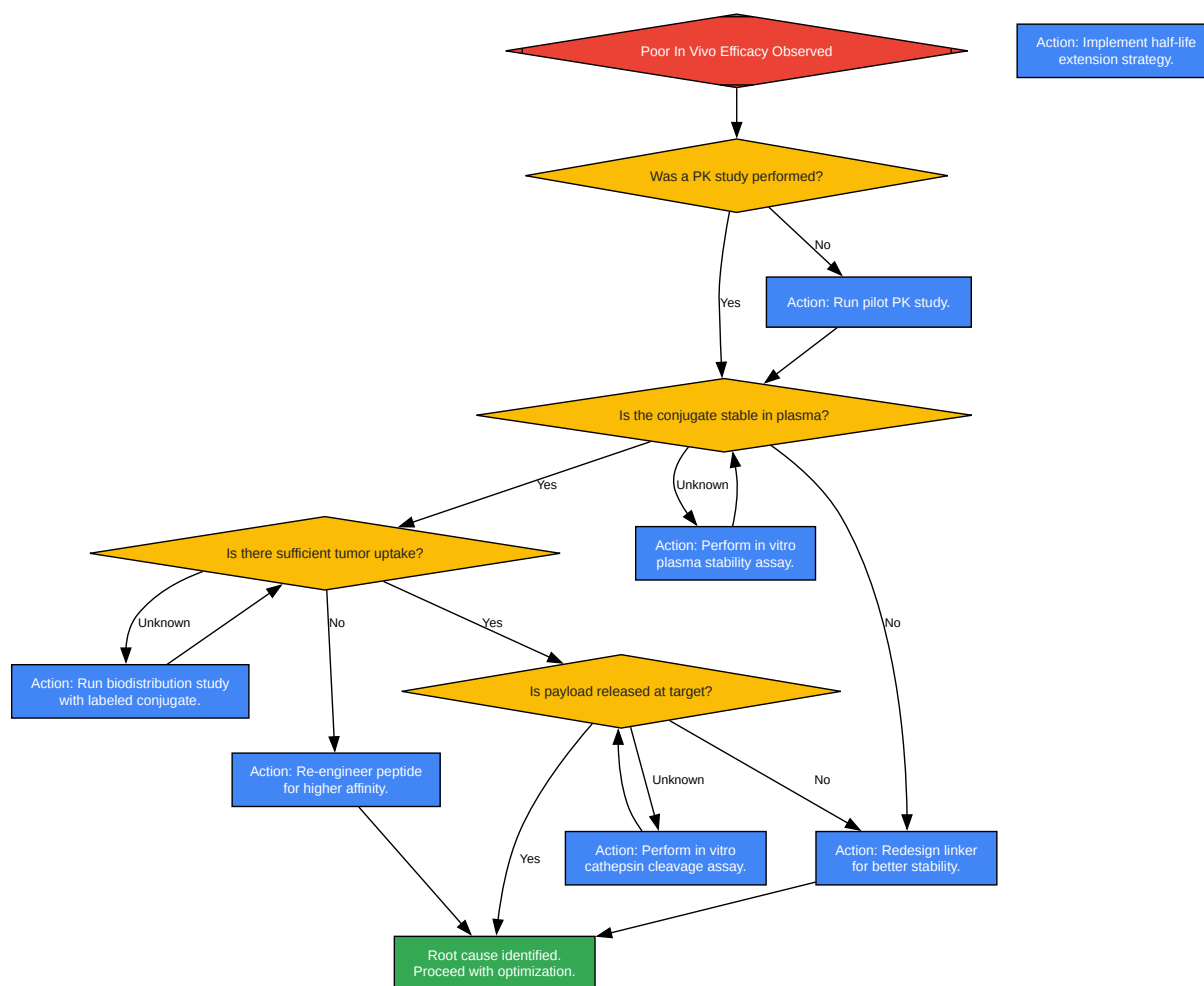 Poor In Vivo Efficacy Observed
Action: Implement half-life
extension strategy.
Was a PK study performed?
No
Action: Run pilot PK study.
Yes
Is the conjugate stable in plasma?
Yes
Unknown
No
Action: Perform in vitro
plasma stability assay.
Is there sufficient tumor uptake?
Unknown
No
Yes
Action: Run biodistribution study
with labeled conjugate.
Is payload released at target?
Action: Re-engineer peptide
for higher affinity.
Unknown
No
Yes
Action: Perform in vitro
cathepsin cleavage assay.
Action: Redesign linker
for better stability.
Root cause identified.
Proceed with optimization.